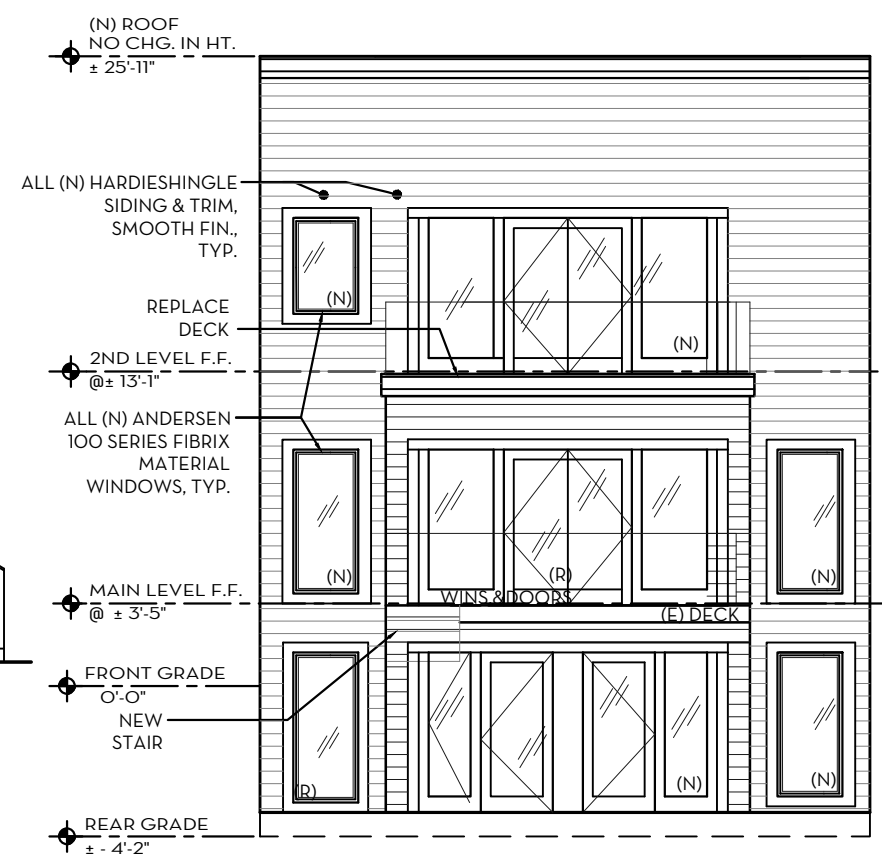 (N) ROOF
NO CHG. IN HT.
± 25'-11"
ALL (N) HARDIESHINGLE
SIDING & TRIM,
SMOOTH FIN.,
TYP.
REPLACE
DECK
(N)
(N)
2ND LEVEL F.F.
@± 13'-1"
ALL (N) ANDERSEN
100 SERIES FIBRIX
MATERIAL
WINDOWS, TYP.
(N)
(R)
WINS & DOORS
(N)
MAIN LEVEL F.F.
@ ± 3'-5"
(E) DECK
FRONT GRADE
0'-0"
NEW
STAIR
(R)
(N)
(N)
REAR GRADE
± - 4'-2"